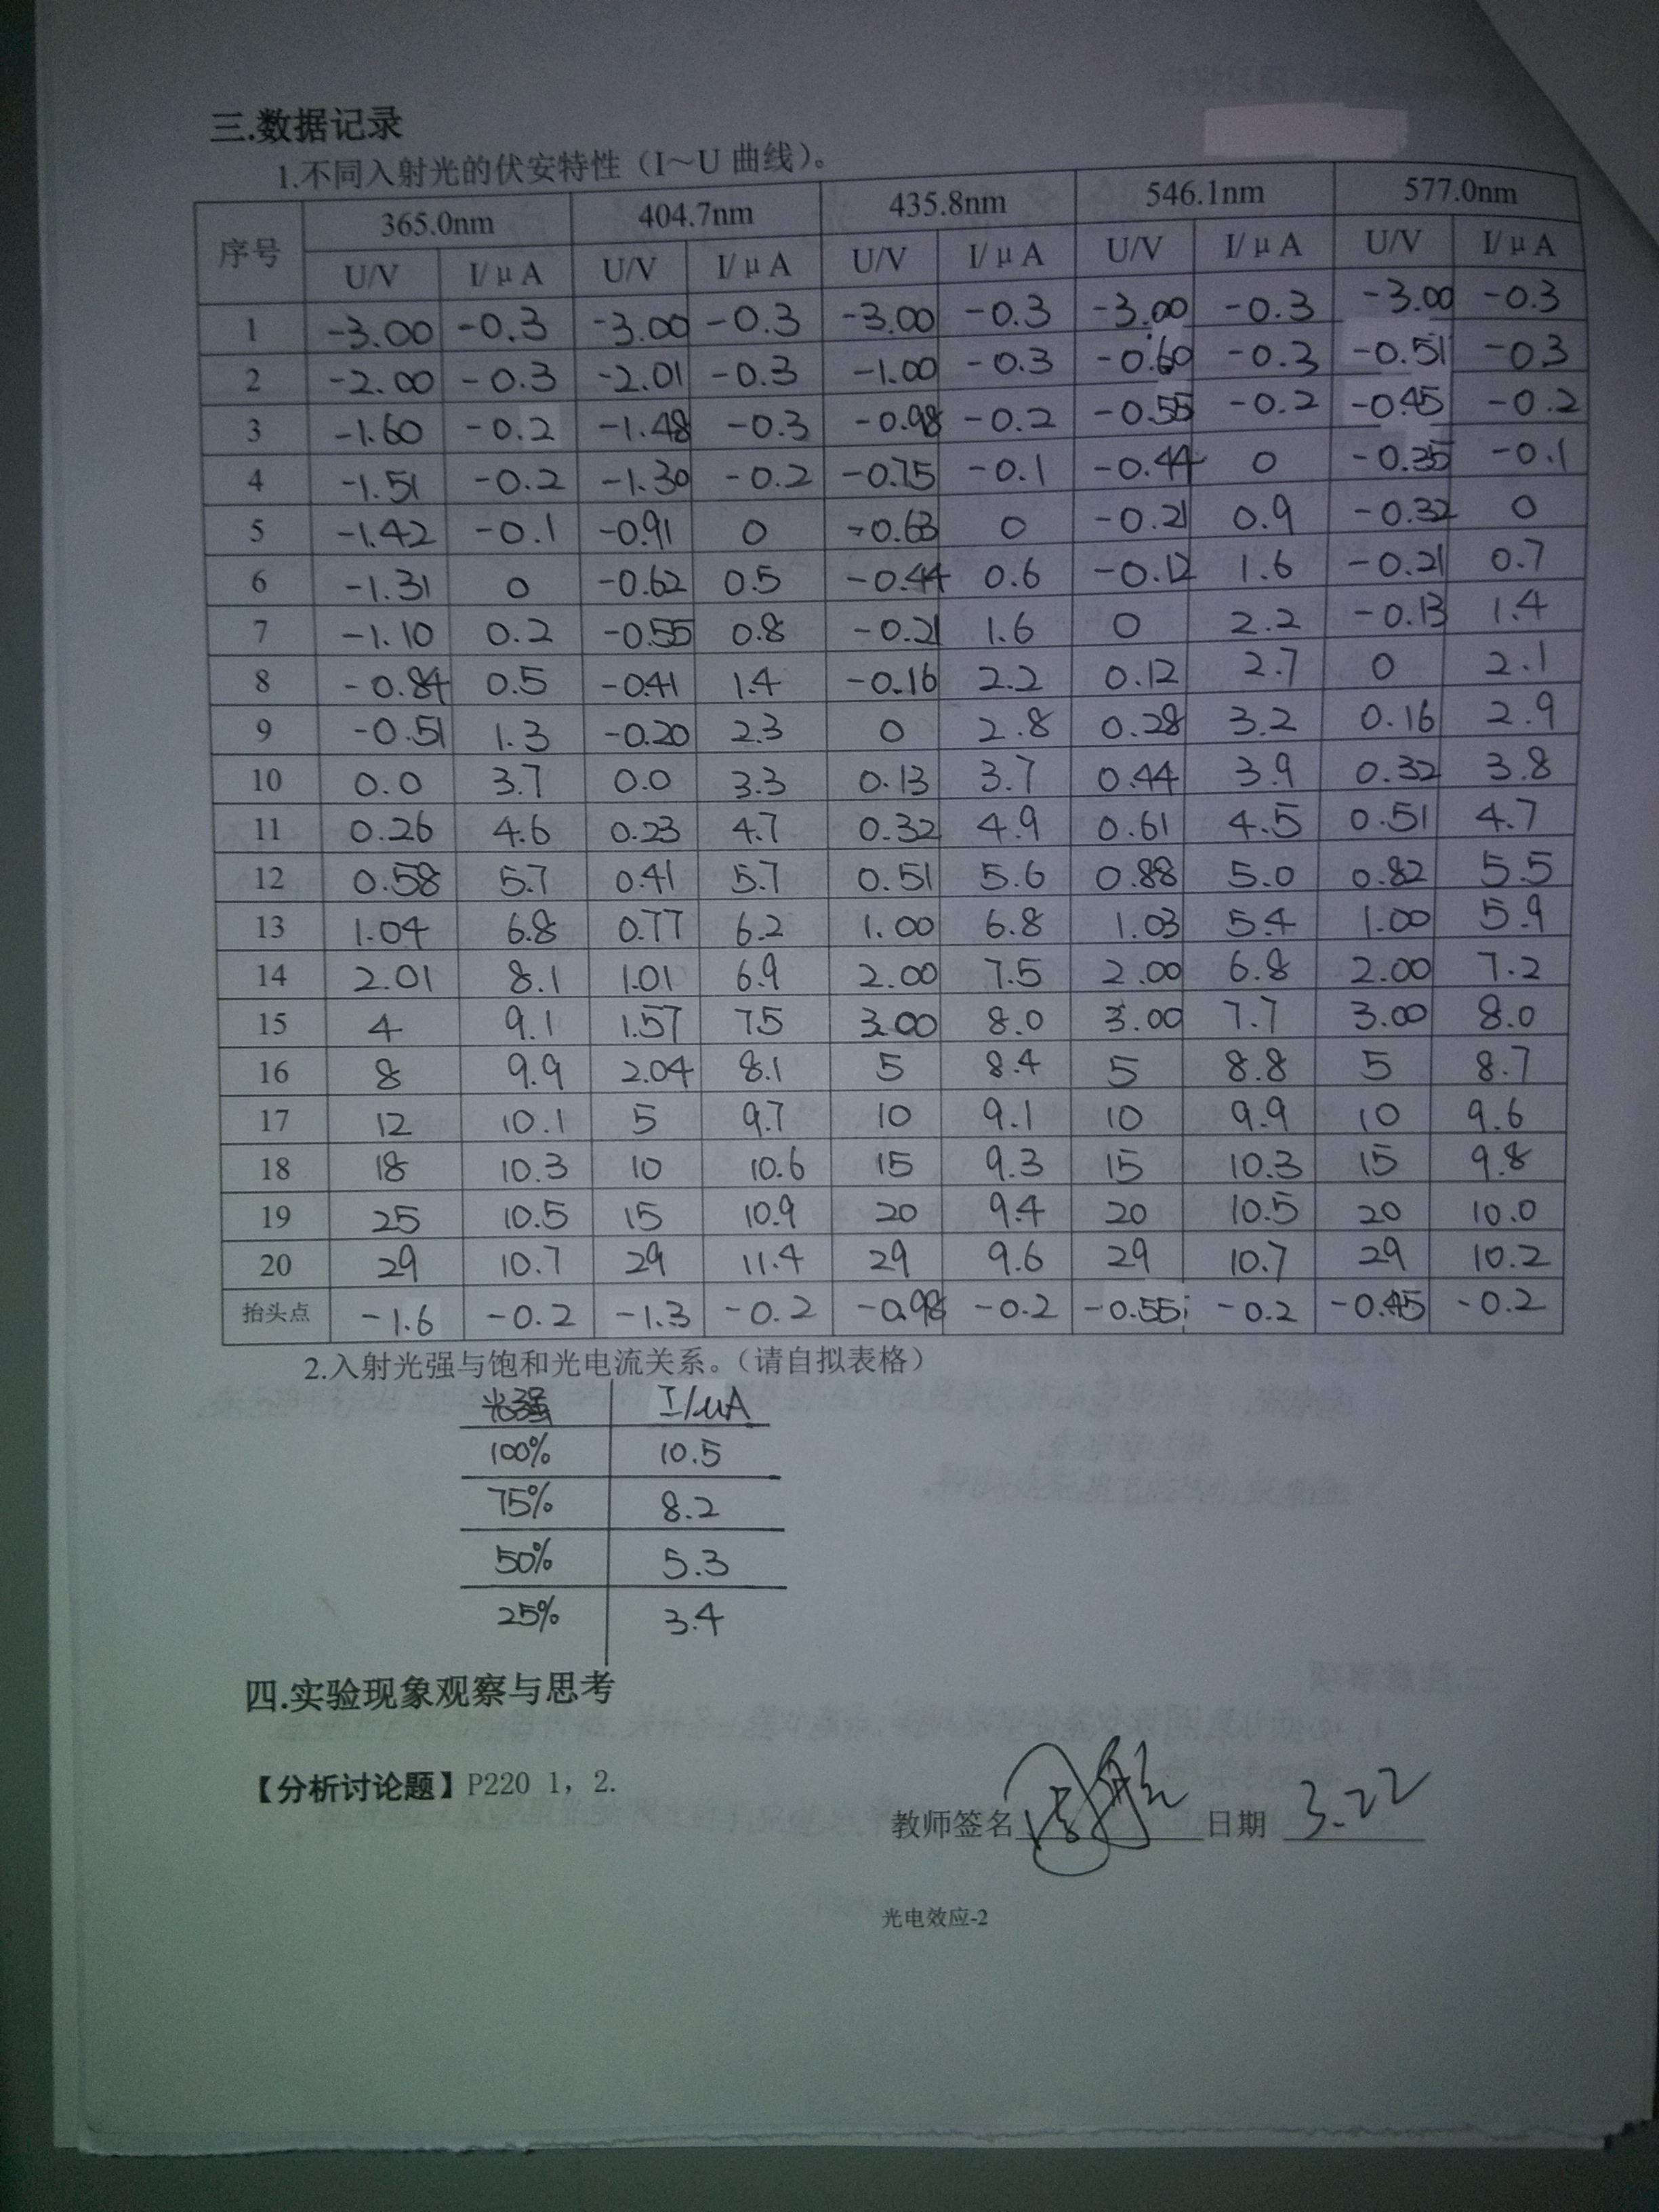 三.数据记录
1.不同入射光的伏安特性（I～U 曲线）。
序号 365.0nm 404.7nm 435.8nm 546.1nm 577.0nm
U/V I/μA U/V I/μA U/V I/μA U/V I/μA U/V I/μA
1 -3.00 -0.3 -3.00 -0.3 -3.00 -0.3 -3.00 -0.3 -3.00 -0.3
2 -2.00 -0.3 -2.01 -0.3 -1.00 -0.3 -0.60 -0.3 -0.51 -0.3
3 -1.60 -0.2 -1.48 -0.3 -0.98 -0.2 -0.55 -0.2 -0.45 -0.2
4 -1.51 -0.2 -1.30 -0.2 -0.75 -0.1 -0.44 0 -0.35 -0.1
5 -1.42 -0.1 -0.91 0 -0.63 0 -0.21 0.9 -0.32 0
6 -1.31 0 -0.62 0.5 -0.44 0.6 -0.12 1.6 -0.21 0.7
7 -1.10 0.2 -0.55 0.8 -0.21 1.6 0 2.2 -0.13 1.4
8 -0.84 0.5 -0.41 1.4 -0.16 2.2 0.12 2.7 0 2.1
9 -0.51 1.3 -0.20 2.3 0 2.8 0.28 3.2 0.16 2.9
10 0.0 3.7 0.0 3.3 0.13 3.7 0.44 3.9 0.32 3.8
11 0.26 4.6 0.23 4.7 0.32 4.9 0.61 4.5 0.51 4.7
12 0.58 5.7 0.41 5.7 0.51 5.6 0.88 5.0 0.82 5.5
13 1.04 6.8 0.77 6.2 1.00 6.8 1.03 5.4 1.00 5.9
14 2.01 8.1 1.01 6.9 2.00 7.5 2.00 6.8 2.00 7.2
15 4 9.1 1.57 7.5 3.00 8.0 3.00 7.7 3.00 8.0
16 8 9.9 2.04 8.1 5 8.4 5 8.8 5 8.7
17 12 10.1 5 9.7 10 9.1 10 9.9 10 9.6
18 18 10.3 10 10.6 15 9.3 15 10.3 15 9.8
19 25 10.5 15 10.9 20 9.4 20 10.5 20 10.0
20 29 10.7 29 11.4 29 9.6 29 10.7 29 10.2
抬头点 -1.6 -0.2 -1.3 -0.2 -0.98 -0.2 -0.55 -0.2 -0.45 -0.2
2.入射光强与饱和光电流关系。（请自拟表格）
光强 I/μA
100% 10.5
75% 8.2
50% 5.3
25% 3.4
四.实验现象观察与思考
【分析讨论题】P220 1，2.
教师签名 日期 3.22
光电效应-2